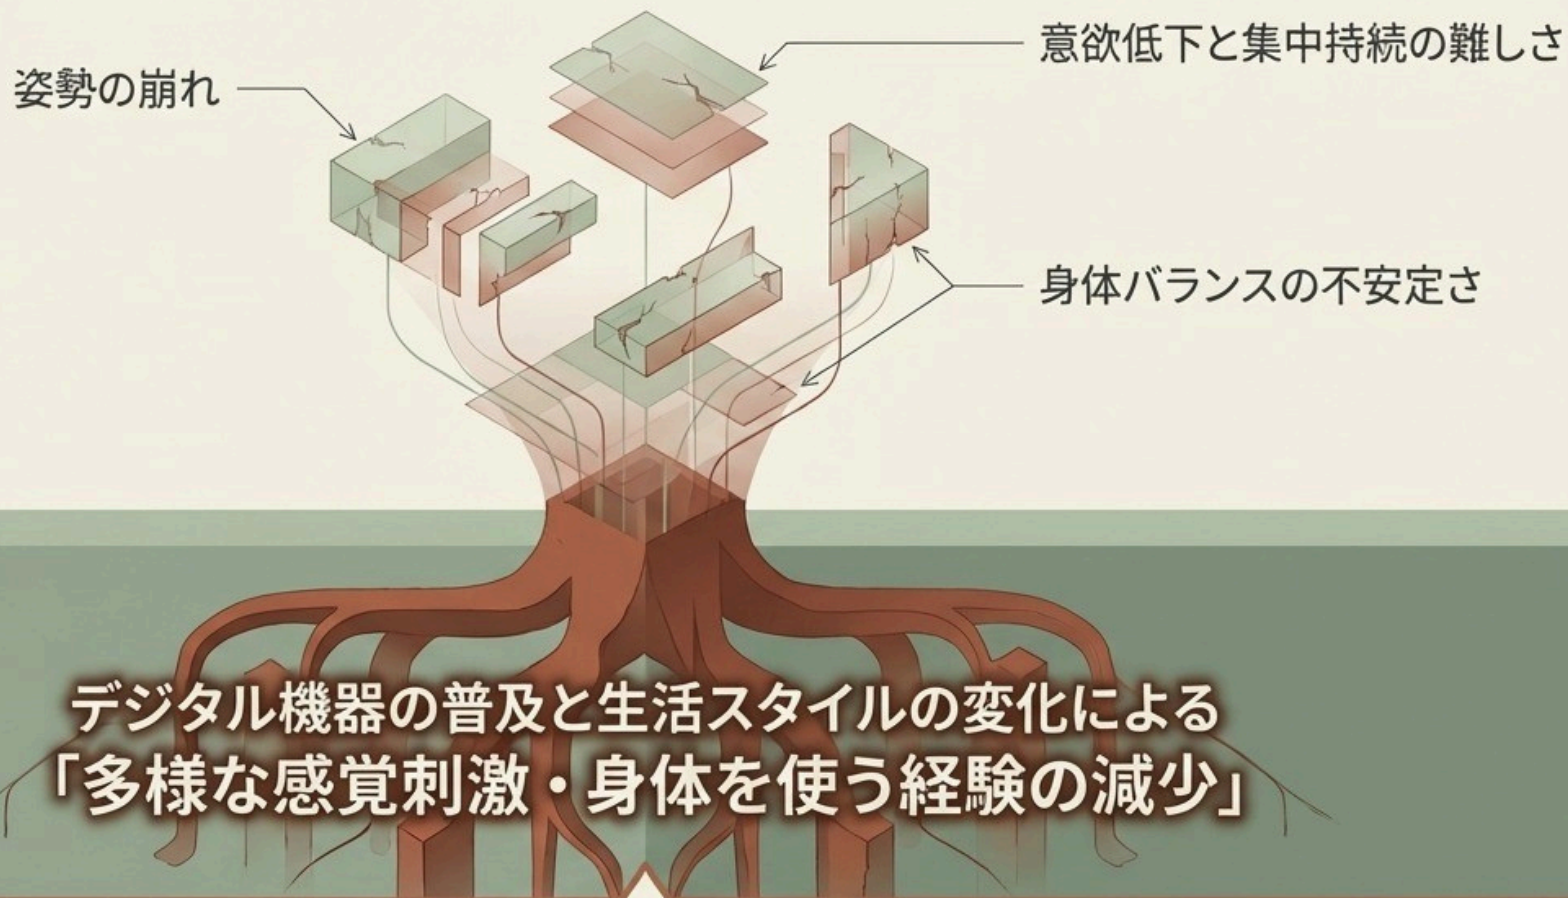 意欲低下と集中持続の難しさ
姿勢の崩れ
身体バランスの不安定さ
デジタル機器の普及と生活スタイルの変化による
「多様な感覚刺激・身体を使う経験の減少」